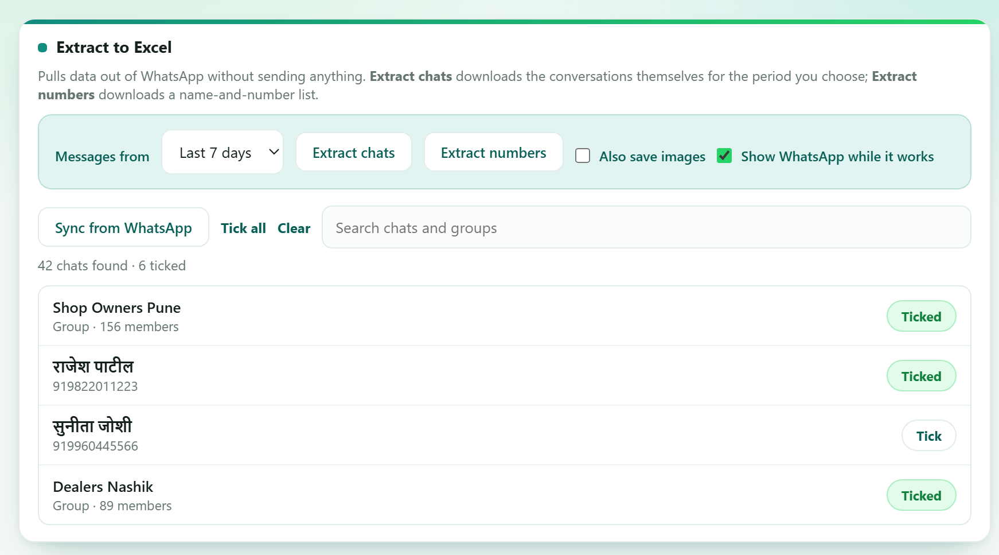 Extract to Excel
Pulls data out of WhatsApp without sending anything. Extract chats downloads the conversations themselves for the period you choose; Extract
numbers downloads a name-and-number list.
Messages from Last 7 days Extract chats Extract numbers Also save images Show WhatsApp while it works
Sync from WhatsApp Tick all Clear Search chats and groups
42 chats found · 6 ticked
Shop Owners Pune
Group · 156 members
Ticked
राजेश पाटील
919822011223
Ticked
सुनीता जोशी
919960445566
Tick
Dealers Nashik
Group · 89 members
Ticked